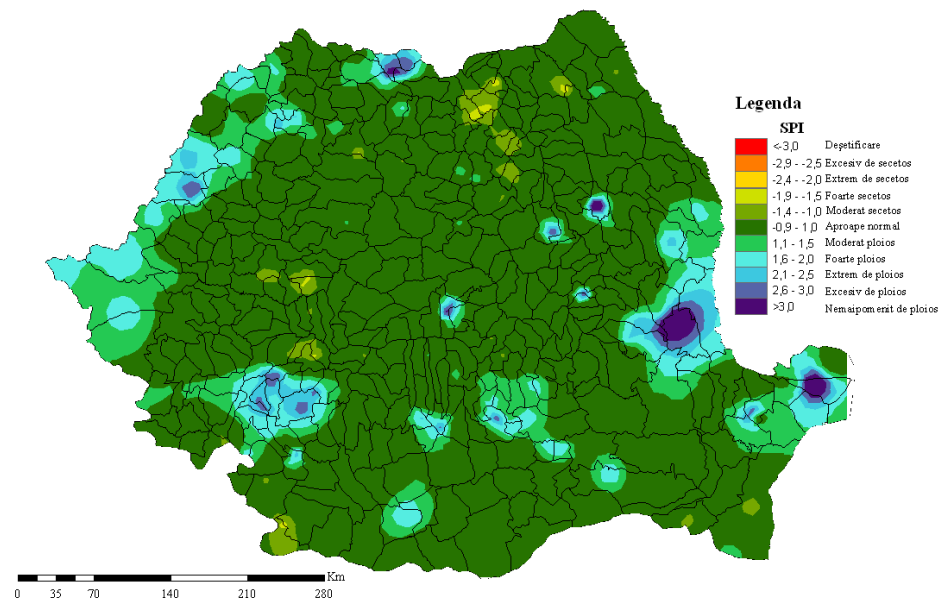 Legenda
SPI
<-3,0 Deșetificare
-2,9 - -2,5 Excesiv de secetos
-2,4 - -2,0 Extrem de secetos
-1,9 - -1,5 Foarte secetos
-1,4 - -1,0 Moderat secetos
-0,9 - 1,0 Aproape normal
1,1 - 1,5 Moderat ploios
1,6 - 2,0 Foarte ploios
2,1 - 2,5 Extrem de ploios
2,6 - 3,0 Excesiv de ploios
>3,0 Nemaipomenit de ploios
Km
0 35 70 140 210 280